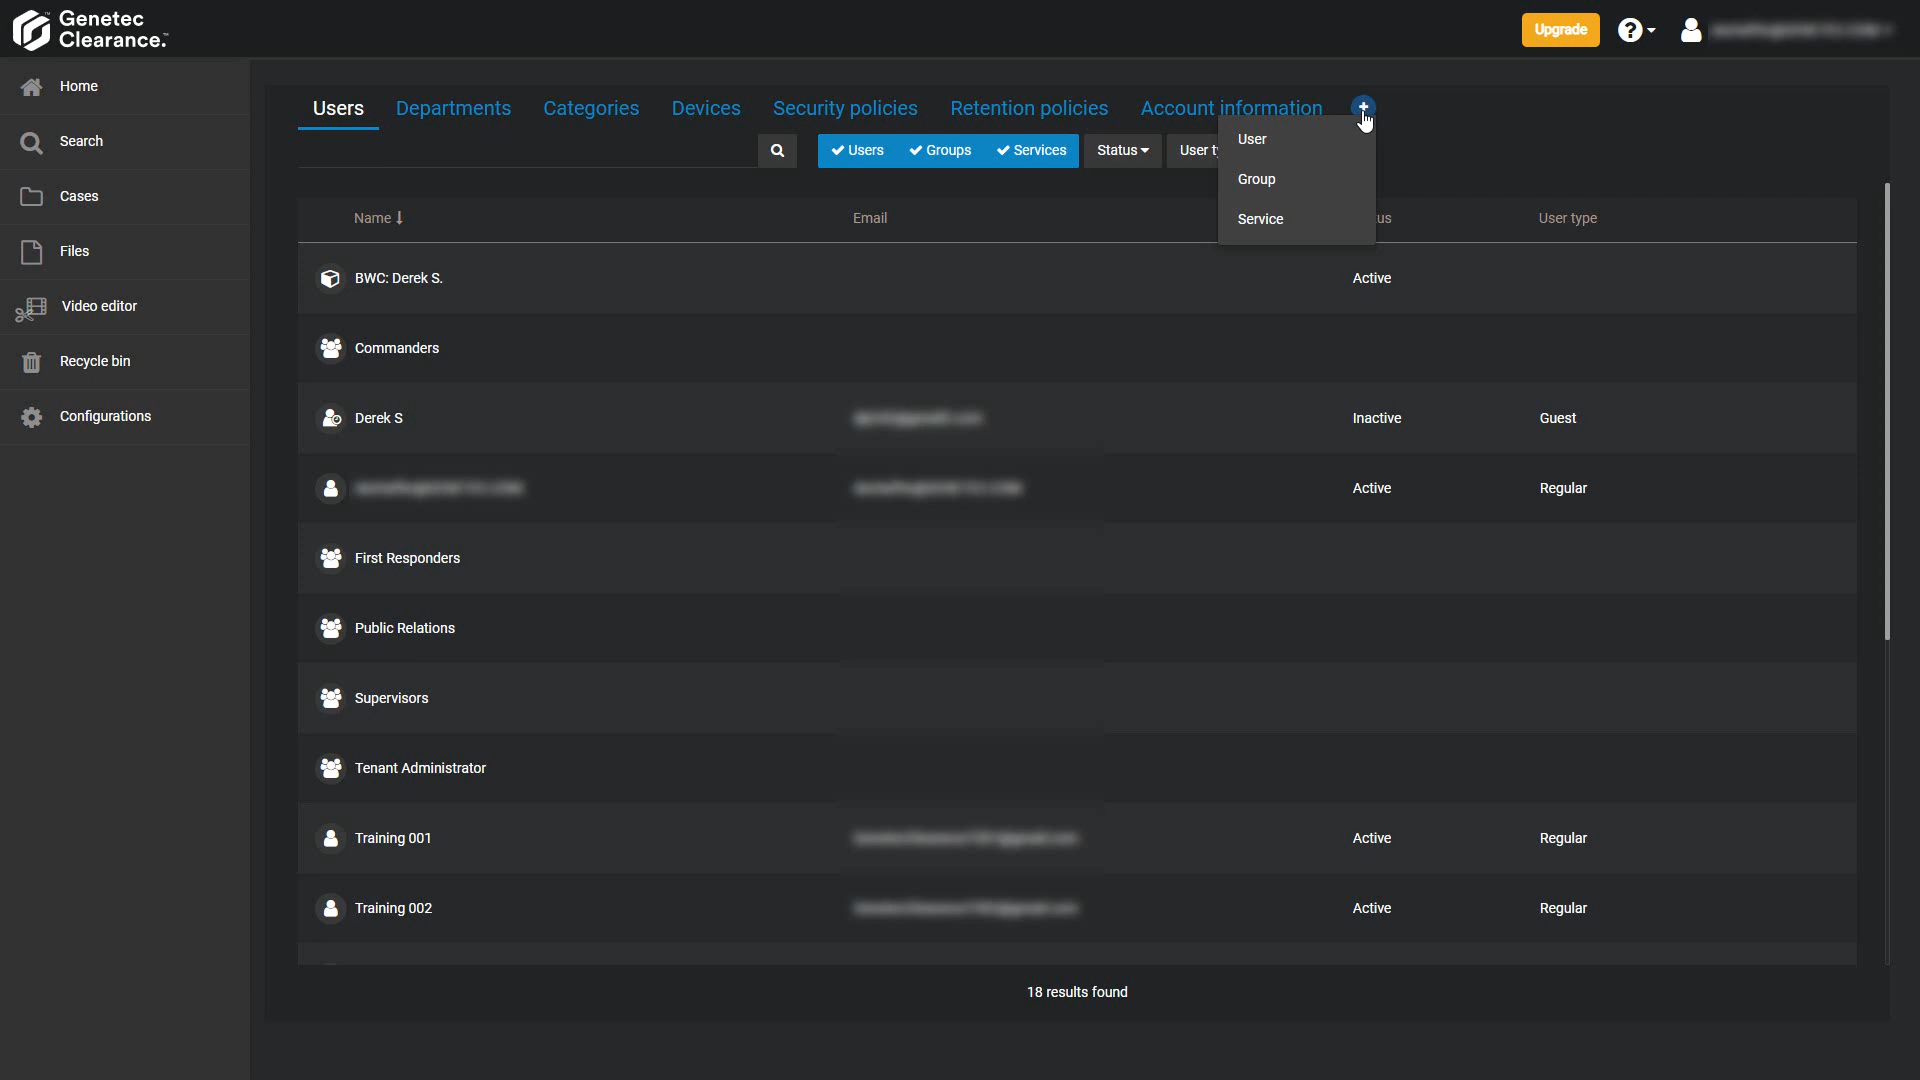 Genetec
Clearance.™
Upgrade
Home
Search
Cases
Files
Video editor
Recycle bin
Configurations
Users Departments Categories Devices Security policies Retention policies Account information
Users Groups Services Status
User
Group
Service
Name Email User type
BWC: Derek S. Active
Commanders
Derek S Inactive Guest
Active Regular
First Responders
Public Relations
Supervisors
Tenant Administrator
Training 001 Active Regular
Training 002 Active Regular
18 results found